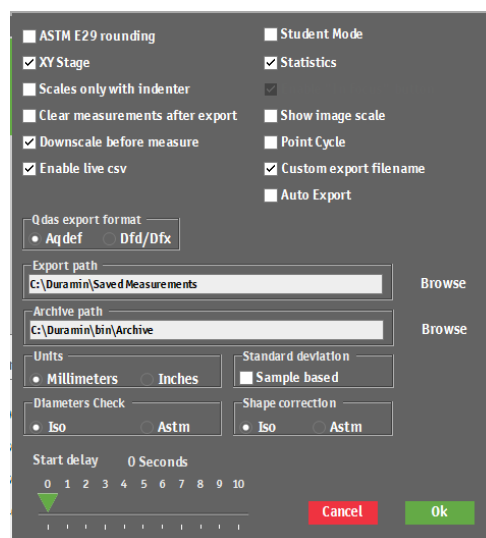 ASTM E29 rounding
Student Mode
XY Stage
Statistics
Scales only with indenter
Clear measurements after export
Show image scale
Downscale before measure
Point Cycle
Enable live csv
Custom export filename
Auto Export
Qdas export format
Aqdef Dfd/Dfx
Export path
C:\Duramin\Saved Measurements
Browse
Archive path
C:\Duramin\bin\Archive
Browse
Units
Millimeters Inches
Standard deviation
Sample based
Diameters Check
Iso Astm
Shape correction
Iso Astm
Start delay 0 Seconds
0 1 2 3 4 5 6 7 8 9 10
Cancel Ok